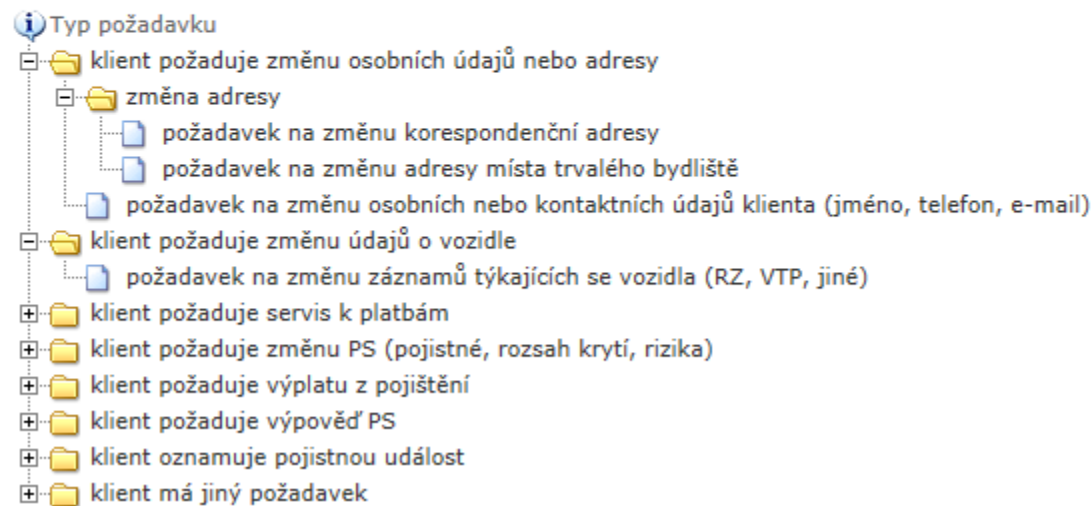 Typ požadavku
klient požaduje změnu osobních údajů nebo adresy
změna adresy
požadavek na změnu korespondenční adresy
požadavek na změnu adresy místa trvalého bydliště
požadavek na změnu osobních nebo kontaktních údajů klienta (jméno, telefon, e-mail)
klient požaduje změnu údajů o vozidle
požadavek na změnu záznamů týkajících se vozidla (RZ, VTP, jiné)
klient požaduje servis k platbám
klient požaduje změnu PS (pojistné, rozsah krytí, rizika)
klient požaduje výplatu z pojištění
klient požaduje výpověď PS
klient oznamuje pojistnou událost
klient má jiný požadavek